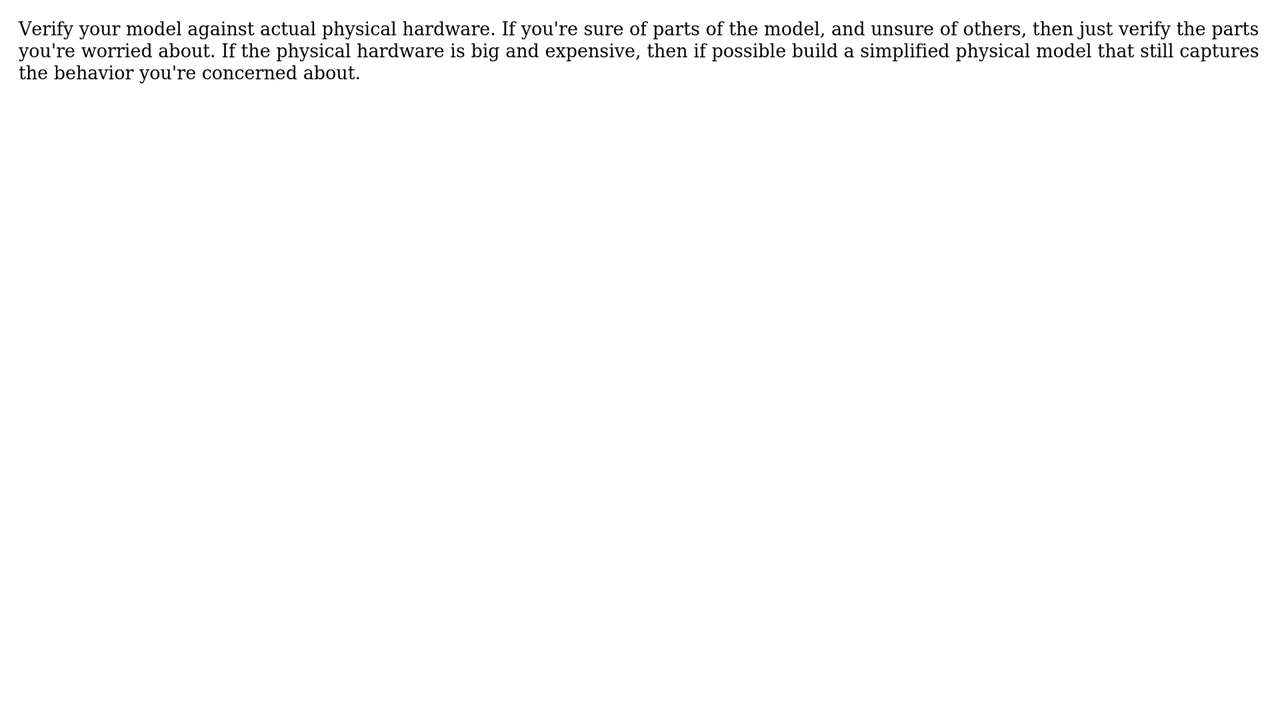 Verify your model against actual physical hardware. If you're sure of parts of the model, and unsure of others, then just verify the parts
you're worried about. If the physical hardware is big and expensive, then if possible build a simplified physical model that still captures
the behavior you're concerned about.